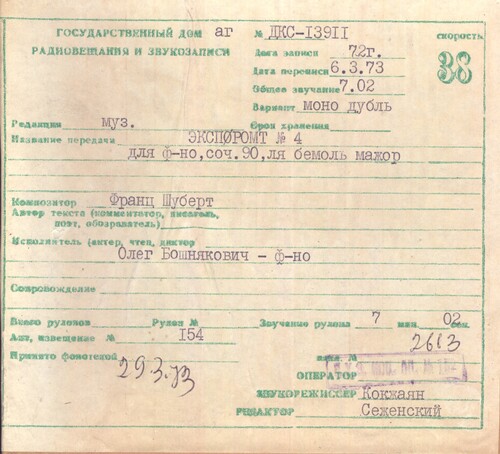 ГОСУДАРСТВЕННЫЙ ДОМ аг № ДКС-I39II СКОРОСТЬ
РАДИОВЕЩАНИЯ И ЗВУКОЗАПИСИ Дата записи 72г. 38
Дата переписи 6.3.73
Общее звучание 7.02
Вариант моно дубль
Редакция муз. Срок хранения
Название передачи ЭКСПРОМТ № 4
для ф-но, соч.90, ля бемоль мажор
Композитор Франц Шуберт
Автор текста (комментатор, писатель,
поэт, обозреватель)
Исполнитель (актер, чтец, диктор
Олег Бошнякович - ф-но
Сопровождение
Всего рулонов Рулон № Звучание рулона 7 мин 02 сек.
Акт, извещение № I54 2613
Принято фонотекой 29.3.73
ОПЕРАТОР
ЗВУКОРЕЖИССЕР Кокжаян
РЕДАКТОР Сеженский